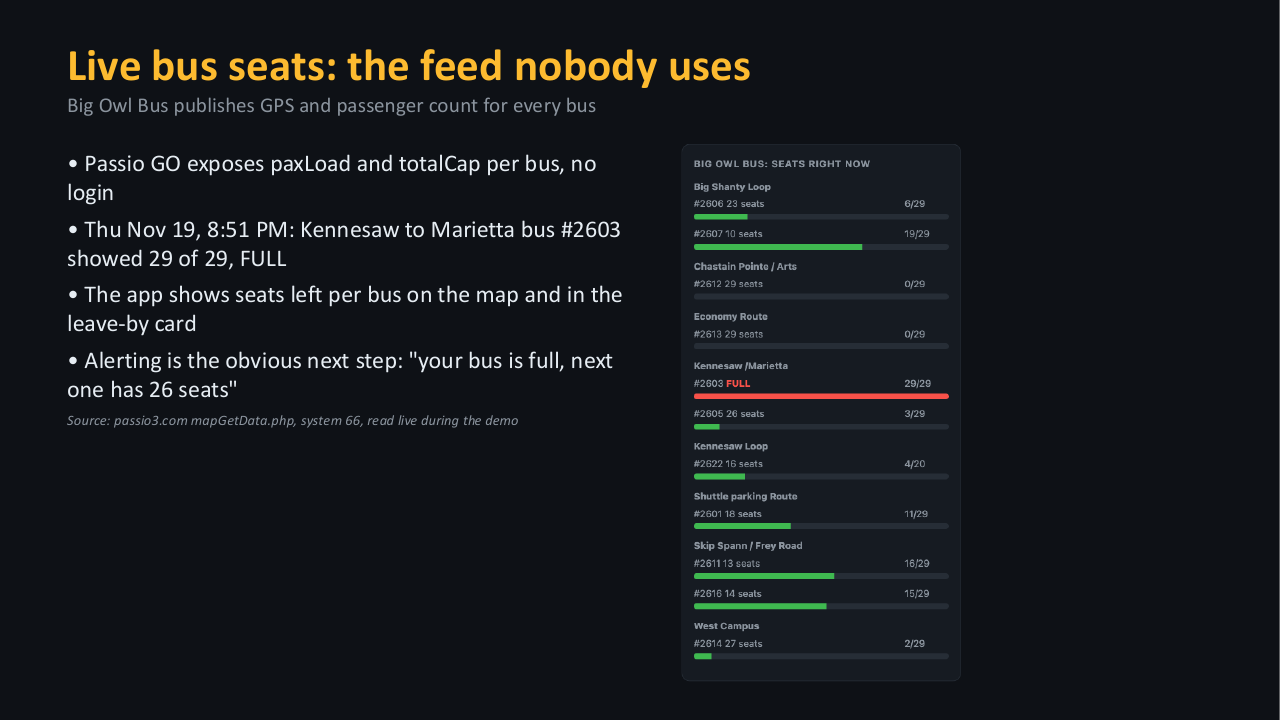 Live bus seats: the feed nobody uses
Big Owl Bus publishes GPS and passenger count for every bus
• Passio GO exposes paxLoad and totalCap per bus, no
login
• Thu Nov 19, 8:51 PM: Kennesaw to Marietta bus #2603
showed 29 of 29, FULL
• The app shows seats left per bus on the map and in the
leave-by card
• Alerting is the obvious next step: "your bus is full, next
one has 26 seats"
Source: passio3.com mapGetData.php, system 66, read live during the demo
BIG OWL BUS: SEATS RIGHT NOW
Big Shanty Loop
#2606 23 seats 6/29
#2607 10 seats 19/29
Chastain Pointe / Arts
#2612 29 seats 0/29
Economy Route
#2613 29 seats 0/29
Kennesaw /Marietta
#2603 FULL 29/29
#2605 26 seats 3/29
Kennesaw Loop
#2622 16 seats 4/20
Shuttle parking Route
#2601 18 seats 11/29
Skip Spann / Frey Road
#2611 13 seats 16/29
#2616 14 seats 15/29
West Campus
#2614 27 seats 2/29